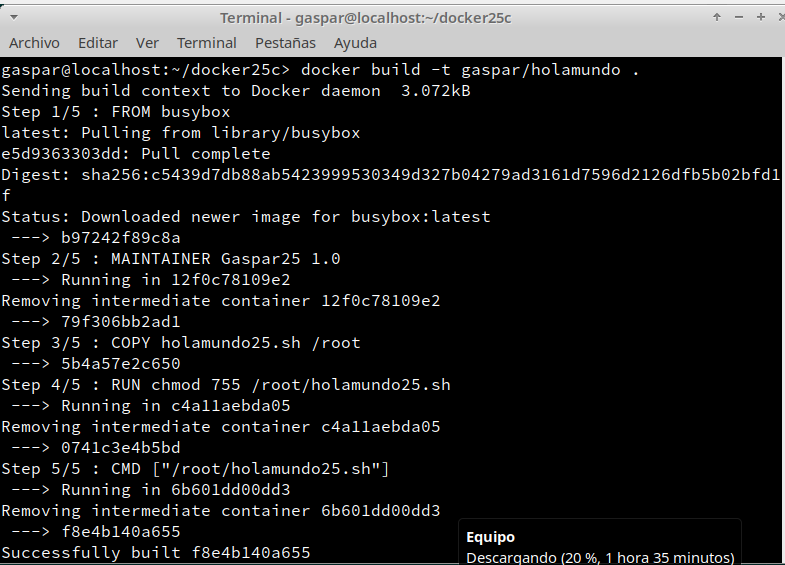 Terminal - gaspar@localhost:~/docker25c
Archivo Editar Ver Terminal Pestañas Ayuda
gaspar@localhost:~/docker25c> docker build -t gaspar/holamundo .
Sending build context to Docker daemon  3.072kB
Step 1/5 : FROM busybox
latest: Pulling from library/busybox
e5d9363303dd: Pull complete
Digest: sha256:c5439d7db88ab5423999530349d327b04279ad3161d7596d2126dfb5b02bfd1
f
Status: Downloaded newer image for busybox:latest
 ---> b97242f89c8a
Step 2/5 : MAINTAINER Gaspar25 1.0
 ---> Running in 12f0c78109e2
Removing intermediate container 12f0c78109e2
 ---> 79f306bb2ad1
Step 3/5 : COPY holamundo25.sh /root
 ---> 5b4a57e2c650
Step 4/5 : RUN chmod 755 /root/holamundo25.sh
 ---> Running in c4a11aebda05
Removing intermediate container c4a11aebda05
 ---> 0741c3e4b5bd
Step 5/5 : CMD ["/root/holamundo25.sh"]
 ---> Running in 6b601dd00dd3
Removing intermediate container 6b601dd00dd3
 ---> f8e4b140a655
Successfully built f8e4b140a655
Equipo
Descargando (20 %, 1 hora 35 minutos)